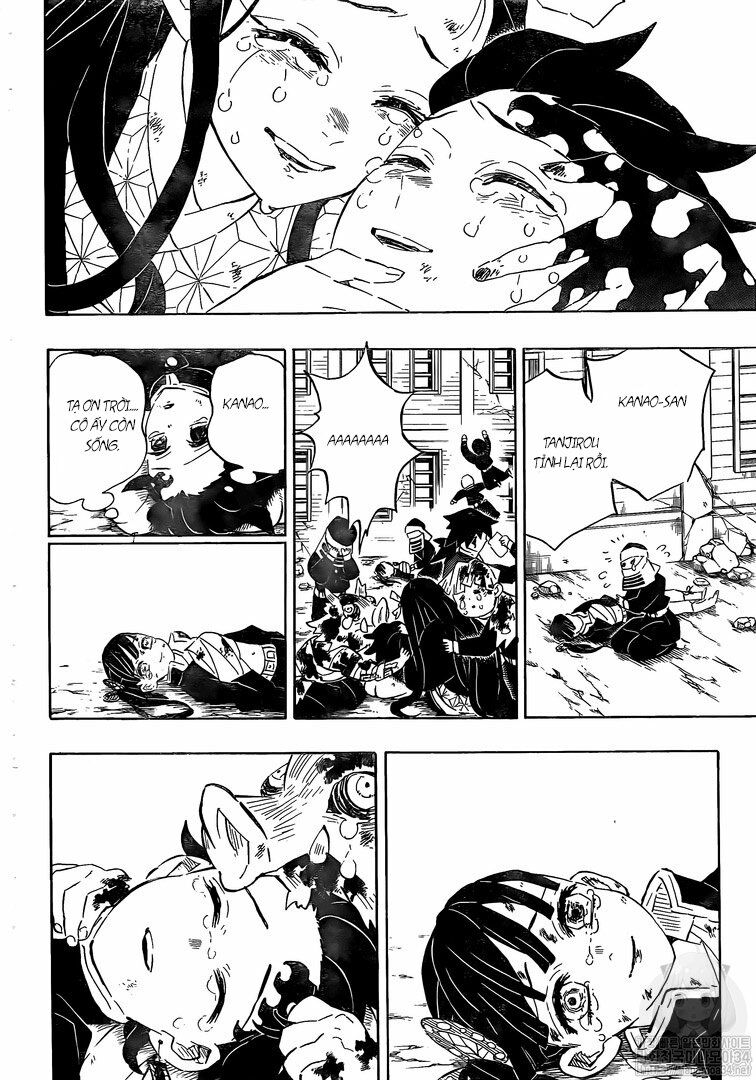 KANAO-SAN
TANJIROU
TỈNH LẠI RỒI.
AAAAAAAA
KANAO...
TẠ ƠN TRỜI....
CÔ ẤY CÒN
SỐNG.